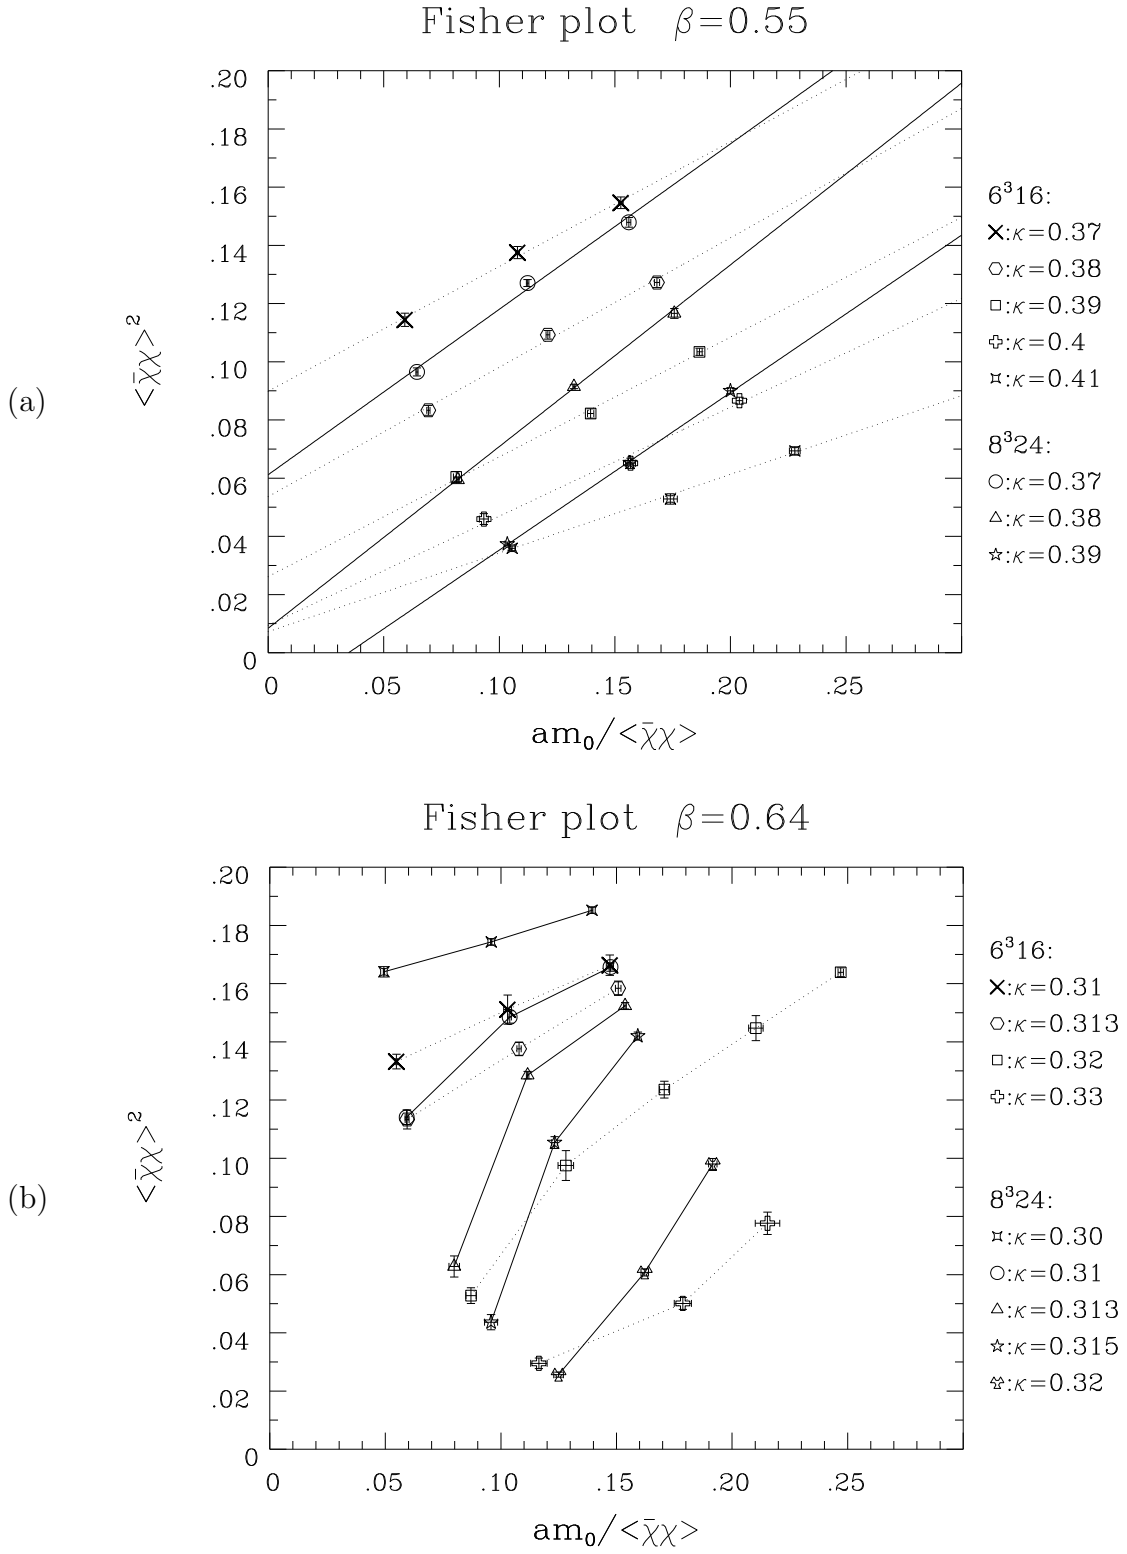 Fisher plot β=0.55
.20
.18
.16
.14
.12
.10
.08
.06
.04
.02
0
0 .05 .10 .15 .20 .25
<χ̄χ>²
am₀/<χ̄χ>
(a)
6³16:
:κ=0.37
:κ=0.38
:κ=0.39
:κ=0.4
:κ=0.41
8³24:
:κ=0.37
:κ=0.38
:κ=0.39
Fisher plot β=0.64
.20
.18
.16
.14
.12
.10
.08
.06
.04
.02
0
0 .05 .10 .15 .20 .25
<χ̄χ>²
am₀/<χ̄χ>
(b)
6³16:
:κ=0.31
:κ=0.313
:κ=0.32
:κ=0.33
8³24:
:κ=0.30
:κ=0.31
:κ=0.313
:κ=0.315
:κ=0.32